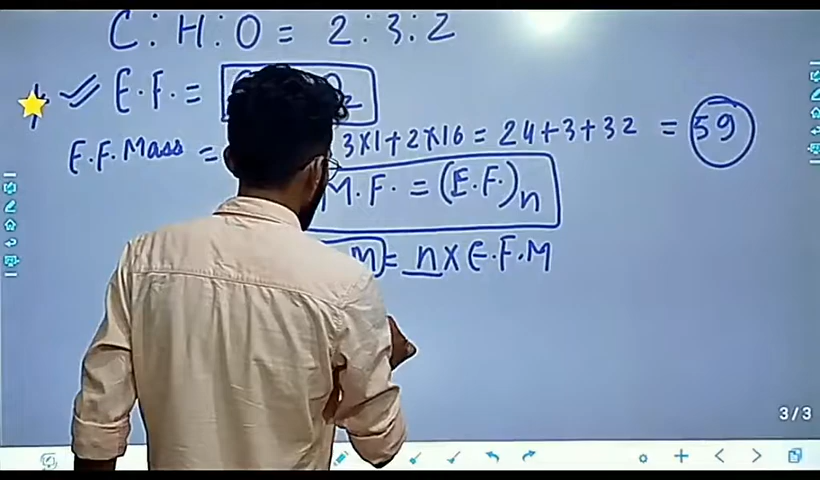 C : H : O = 2 : 3 : 2
E.F. =
E.F. Mass = 3x1+2x16 = 24+3+32 = 59
M.F. = (E.F.)n
m = n x E.F.M
3/3